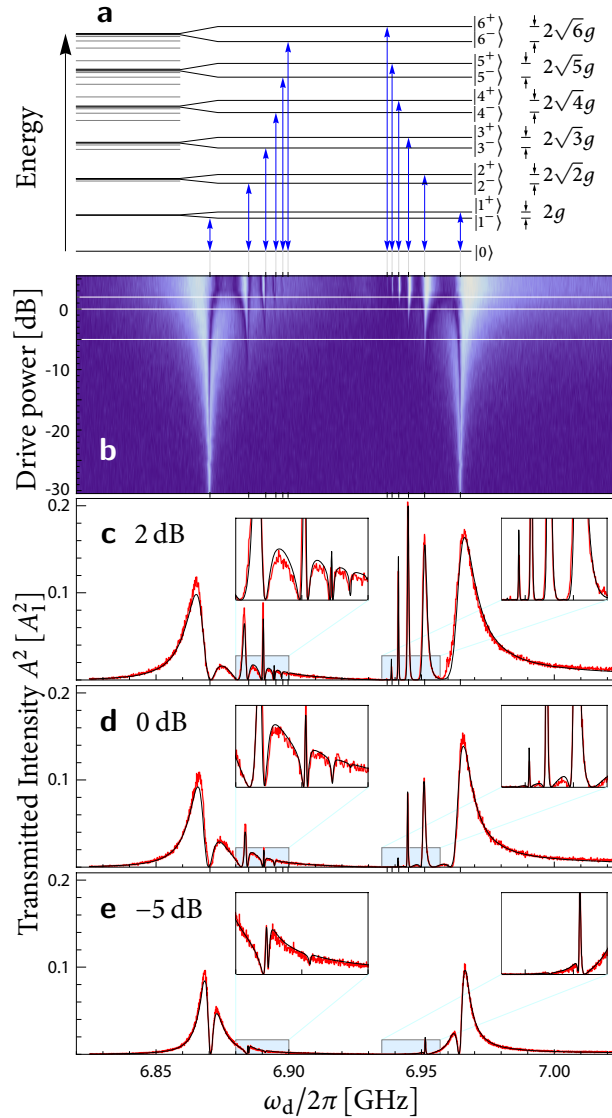 a
Energy
|6⁺⟩
|6⁻⟩
2√6g
|5⁺⟩
|5⁻⟩
2√5g
|4⁺⟩
|4⁻⟩
2√4g
|3⁺⟩
|3⁻⟩
2√3g
|2⁺⟩
|2⁻⟩
2√2g
|1⁺⟩
|1⁻⟩
2g
|0⟩
Drive power [dB]
0
-10
-20
-30
b
Transmitted Intensity A² [A₁²]
0.2
c 2 dB
0.1
0.2
d 0 dB
0.1
0.2
e −5 dB
0.1
6.85 6.90 6.95 7.00
ω_d/2π [GHz]